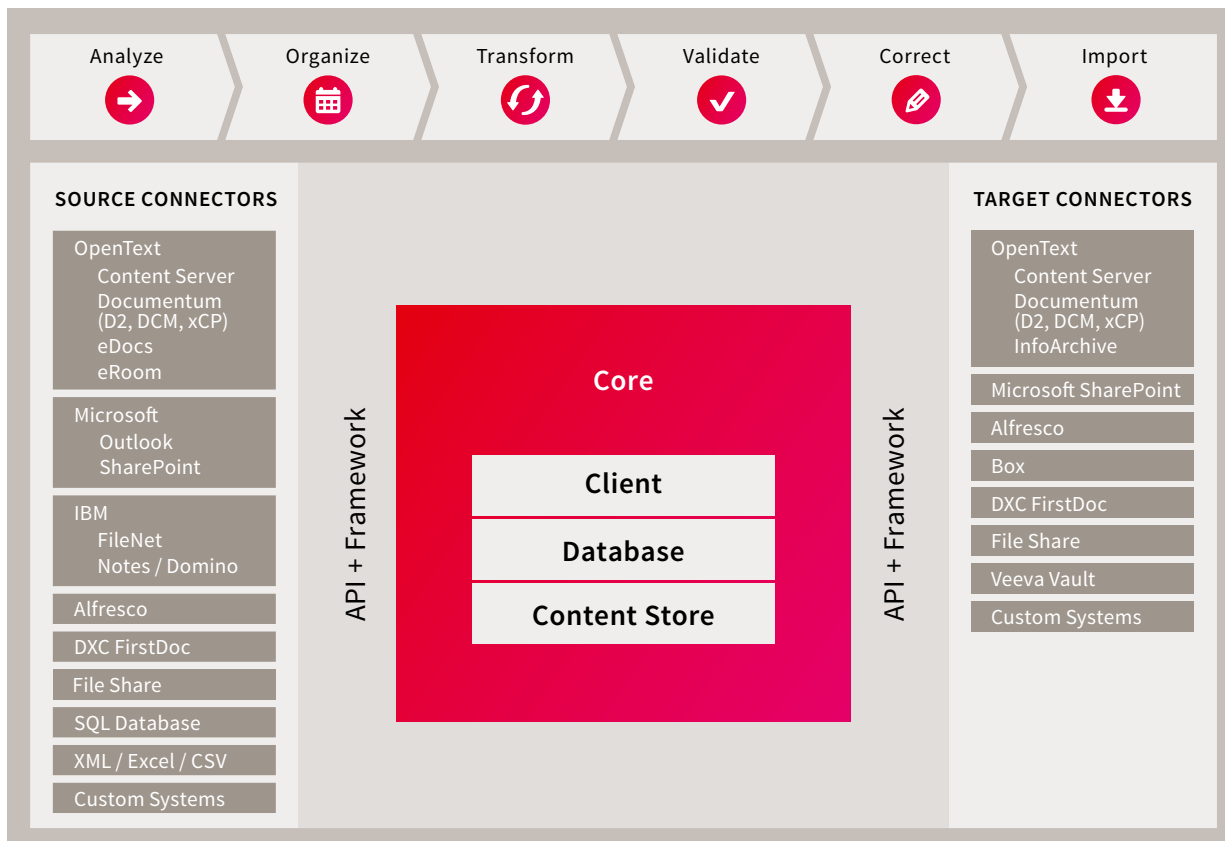 Analyze
Organize
Transform
Validate
Correct
Import
SOURCE CONNECTORS
OpenText
Content Server
Documentum
(D2, DCM, xCP)
eDocs
eRoom
Microsoft
Outlook
SharePoint
IBM
FileNet
Notes / Domino
Alfresco
DXC FirstDoc
File Share
SQL Database
XML / Excel / CSV
Custom Systems
API + Framework
Core
Client
Database
Content Store
API + Framework
TARGET CONNECTORS
OpenText
Content Server
Documentum
(D2, DCM, xCP)
InfoArchive
Microsoft SharePoint
Alfresco
Box
DXC FirstDoc
File Share
Veeva Vault
Custom Systems